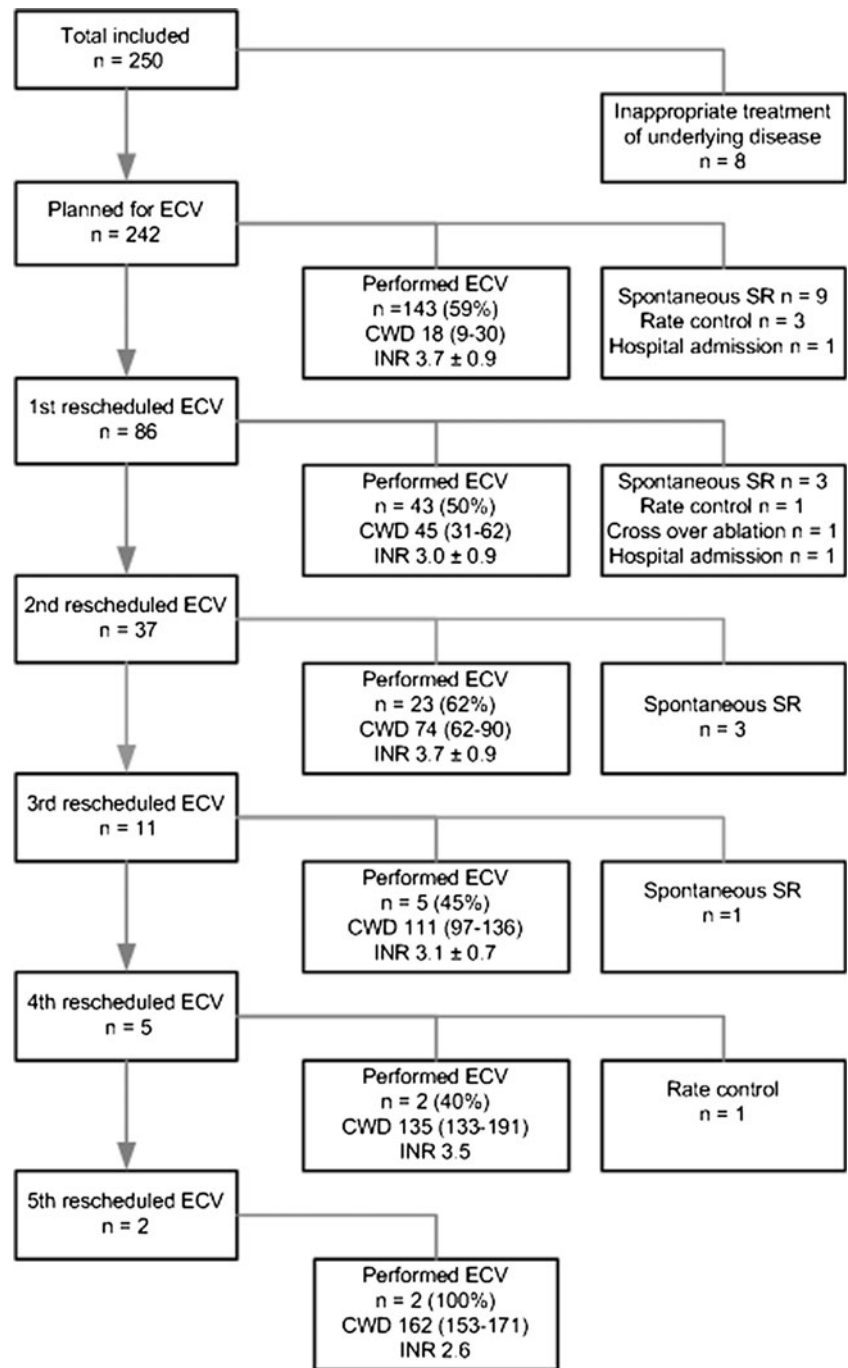 Total included
n = 250
Inappropriate treatment
of underlying disease
n = 8
Planned for ECV
n = 242
Performed ECV
n =143 (59%)
CWD 18 (9-30)
INR 3.7 ± 0.9
Spontaneous SR n = 9
Rate control n = 3
Hospital admission n = 1
1st rescheduled ECV
n = 86
Performed ECV
n = 43 (50%)
CWD 45 (31-62)
INR 3.0 ± 0.9
Spontaneous SR n = 3
Rate control n = 1
Cross over ablation n = 1
Hospital admission n = 1
2nd rescheduled ECV
n = 37
Performed ECV
n = 23 (62%)
CWD 74 (62-90)
INR 3.7 ± 0.9
Spontaneous SR
n = 3
3rd rescheduled ECV
n = 11
Performed ECV
n = 5 (45%)
CWD 111 (97-136)
INR 3.1 ± 0.7
Spontaneous SR
n =1
4th rescheduled ECV
n = 5
Performed ECV
n = 2 (40%)
CWD 135 (133-191)
INR 3.5
Rate control
n = 1
5th rescheduled ECV
n = 2
Performed ECV
n = 2 (100%)
CWD 162 (153-171)
INR 2.6